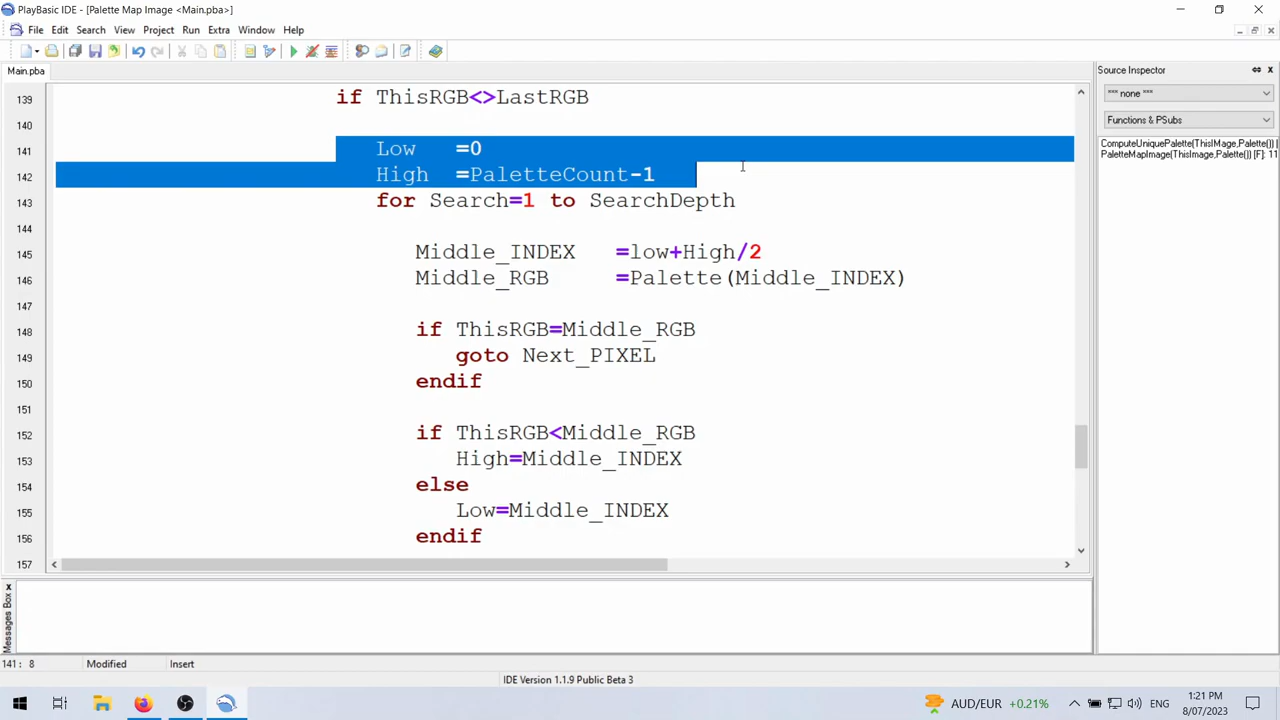 PlayBasic IDE - [Palette Map Image <Main.pba>]
File Edit Search View Project Run Extra Window Help
Main.pba
139 if ThisRGB<>LastRGB
140
141 Low =0
142 High =PaletteCount-1
143 for Search=1 to SearchDepth
144
145 Middle_INDEX =low+High/2
146 Middle_RGB =Palette(Middle_INDEX)
147
148 if ThisRGB=Middle_RGB
149 goto Next_PIXEL
150 endif
151
152 if ThisRGB<Middle_RGB
153 High=Middle_INDEX
154 else
155 Low=Middle_INDEX
156 endif
157
Source Inspector
*** none ***
Functions & PSubs
ComputeUniquePalette(ThisIMage,Palette()) [
PaletteMapImage(ThisImage,Palette()) [F]: 11
Messages Box
141: 8 Modified Insert
IDE Version 1.1.9 Public Beta 3
AUD/EUR +0.21% ENG 1:21 PM
8/07/2023